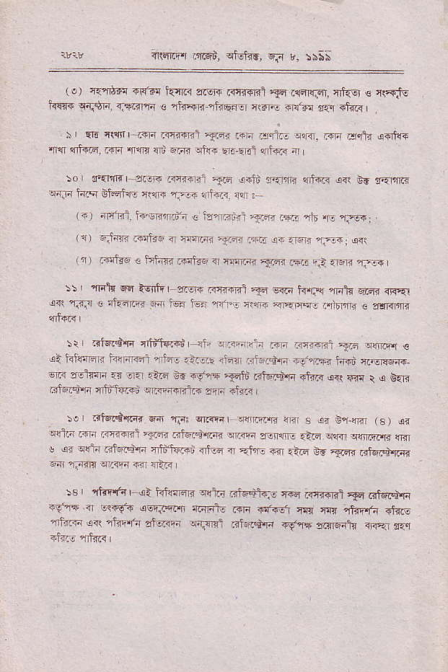 ২৮২৮ বাংলাদেশ গেজেট, অতিরিক্ত, জুন ৮, ১৯৯৯
(৩) সহপাঠক্রম কার্যক্রম হিসাবে প্রত্যেক বেসরকারী স্কুল খেলাধুলা, সাহিত্য ও সংস্কৃতি
বিষয়ক অনুষ্ঠান, বৃক্ষরোপন ও পরিষ্কার-পরিচ্ছন্নতা সংক্রান্ত কার্যক্রম গ্রহণ করিবে।
৯। ছাত্র সংখ্যা।—কোন বেসরকারী স্কুলের কোন শ্রেণীতে অথবা, কোন শ্রেণীর একাধিক
শাখা থাকিলে, কোন শাখায় ষাট জনের অধিক ছাত্র-ছাত্রী থাকিবে না।
১০। গ্রন্থাগার।—প্রত্যেক বেসরকারী স্কুলে একটি গ্রন্থাগার থাকিবে এবং উক্ত গ্রন্থাগারে
অন্যূন নিম্নে উল্লিখিত সংখ্যক পুস্তক থাকিবে, যথা ঃ—
(ক) নার্সারী, কিন্ডারগার্টেন ও প্রিপারেটরী স্কুলের ক্ষেত্রে পাঁচ শত পুস্তক;
(খ) জুনিয়র কেমব্রিজ বা সমমানের স্কুলের ক্ষেত্রে এক হাজার পুস্তক; এবং
(গ) কেমব্রিজ ও সিনিয়র কেমব্রিজ বা সমমানের স্কুলের ক্ষেত্রে দুই হাজার পুস্তক।
১১। পানীয় জল ইত্যাদি।—প্রত্যেক বেসরকারী স্কুল ভবনে বিশুদ্ধ পানীয় জলের ব্যবস্থা
এবং পুরুষ ও মহিলাদের জন্য ভিন্ন ভিন্ন পর্যাপ্ত সংখ্যক স্বাস্থ্যসম্মত শৌচাগার ও প্রস্রাবাগার
থাকিবে।
১২। রেজিস্ট্রেশন সার্টিফিকেট।—যদি আবেদনাধীন কোন বেসরকারী স্কুলে অধ্যাদেশ ও
এই বিধিমালার বিধানাবলী পালিত হইতেছে বলিয়া রেজিস্ট্রেশন কর্তৃপক্ষের নিকট সন্তোষজনক-
ভাবে প্রতীয়মান হয় তাহা হইলে উক্ত কর্তৃপক্ষ স্কুলটি রেজিস্ট্রেশন করিবে এবং ফরম ২ এ উহার
রেজিস্ট্রেশন সার্টিফিকেট আবেদনকারীকে প্রদান করিবে।
১৩। রেজিস্ট্রেশনের জন্য পুনঃ আবেদন।—অধ্যাদেশের ধারা ৪ এর উপ-ধারা (৪) এর
অধীনে কোন বেসরকারী স্কুলের রেজিস্ট্রেশনের আবেদন প্রত্যাখ্যাত হইলে অথবা অধ্যাদেশের ধারা
৬ এর অধীন রেজিস্ট্রেশন সার্টিফিকেট বাতিল বা স্থগিত করা হইলে উক্ত স্কুলের রেজিস্ট্রেশনের
জন্য পুনরায় আবেদন করা যাইবে।
১৪। পরিদর্শন।—এই বিধিমালার অধীনে রেজিস্ট্রীকৃত সকল বেসরকারী স্কুল রেজিস্ট্রেশন
কর্তৃপক্ষ বা তৎকর্তৃক এতদুদ্দেশ্যে মনোনীত কোন কর্মকর্তা সময় সময় পরিদর্শন করিতে
পারিবেন এবং পরিদর্শন প্রতিবেদন অনুযায়ী রেজিস্ট্রেশন কর্তৃপক্ষ প্রয়োজনীয় ব্যবস্থা গ্রহণ
করিতে পারিবে।